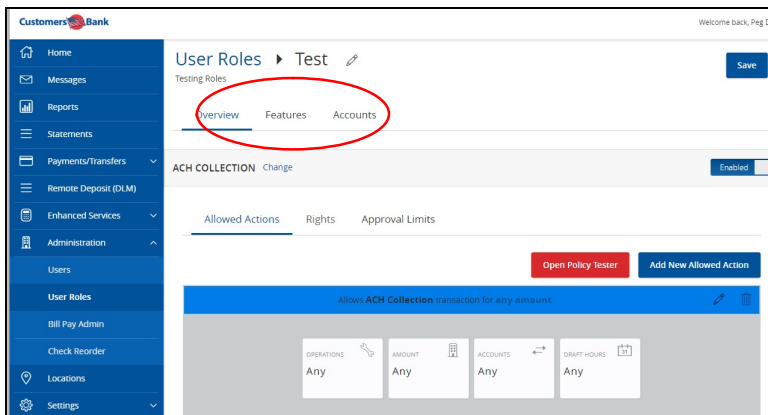 Customers Bank
Welcome back, Peg D
Home
Messages
Reports
Statements
Payments/Transfers
Remote Deposit (DLM)
Enhanced Services
Administration
Users
User Roles
Bill Pay Admin
Check Reorder
Locations
Settings
User Roles Test
Save
Testing Roles
Overview Features Accounts
ACH COLLECTION Change
Enabled
Allowed Actions Rights Approval Limits
Open Policy Tester Add New Allowed Action
Allows ACH Collection transaction for any amount
OPERATIONS AMOUNT ACCOUNTS DRAFT HOURS 31
Any Any Any Any